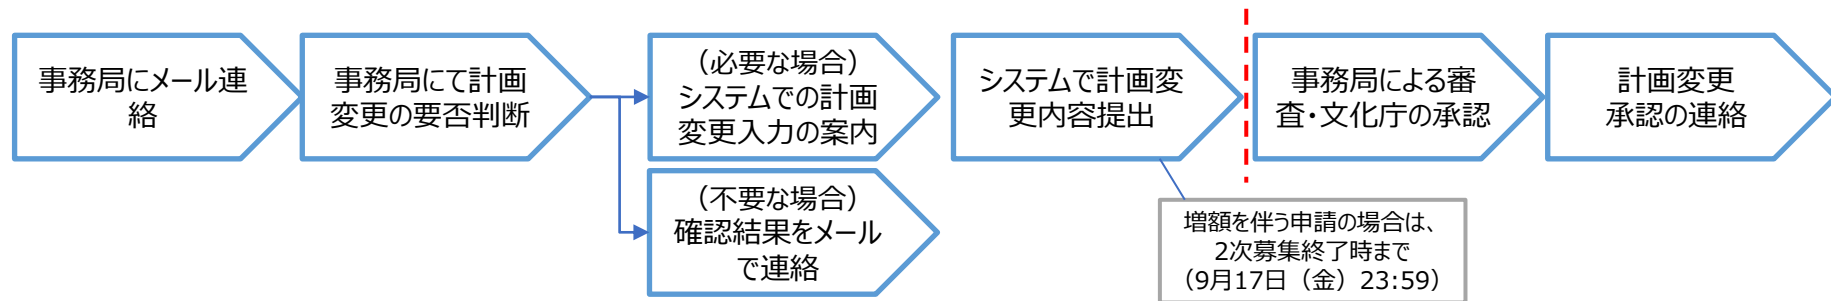 事務局にメール連
絡
事務局にて計画
変更の要否判断
（必要な場合）
システムでの計画
変更入力の案内
（不要な場合）
確認結果をメール
で連絡
システムで計画変
更内容提出
増額を伴う申請の場合は、
2次募集終了時まで
（9月17日（金）23:59）
事務局による審
査・文化庁の承認
計画変更
承認の連絡